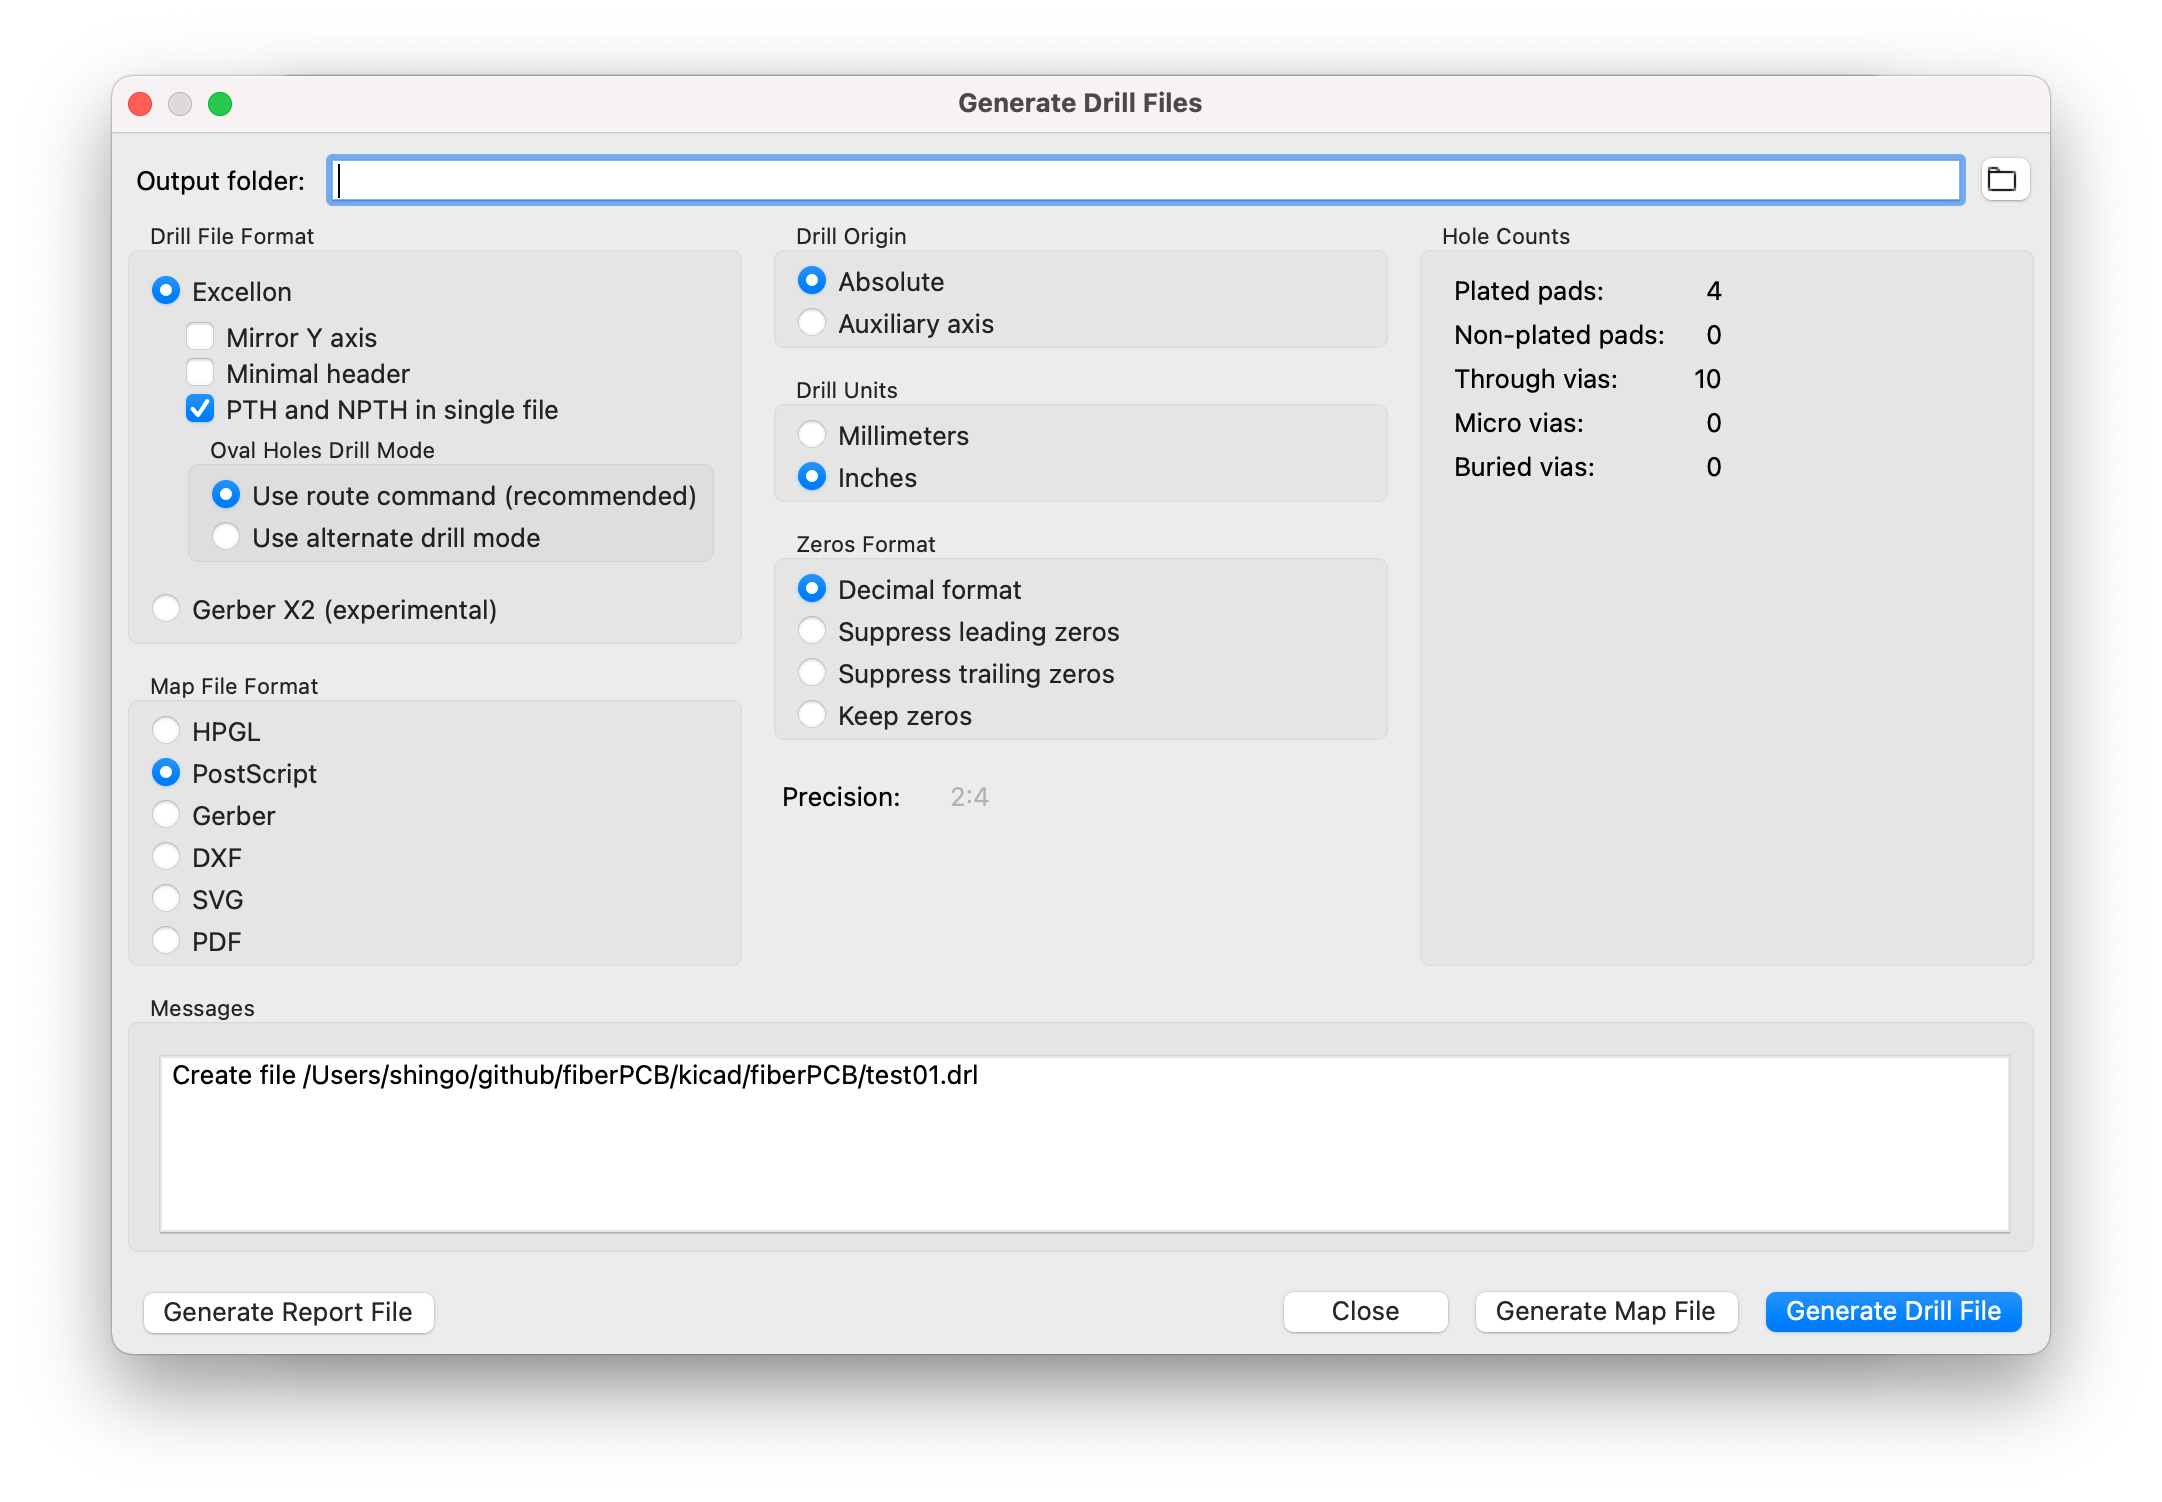 Generate Drill Files
Output folder:
Drill File Format
Excellon
Mirror Y axis
Minimal header
PTH and NPTH in single file
Oval Holes Drill Mode
Use route command (recommended)
Use alternate drill mode
Gerber X2 (experimental)
Map File Format
HPGL
PostScript
Gerber
DXF
SVG
PDF
Drill Origin
Absolute
Auxiliary axis
Drill Units
Millimeters
Inches
Zeros Format
Decimal format
Suppress leading zeros
Suppress trailing zeros
Keep zeros
Precision: 2:4
Hole Counts
Plated pads: 4
Non-plated pads: 0
Through vias: 10
Micro vias: 0
Buried vias: 0
Messages
Create file /Users/shingo/github/fiberPCB/kicad/fiberPCB/test01.drl
Generate Report File
Close
Generate Map File
Generate Drill File